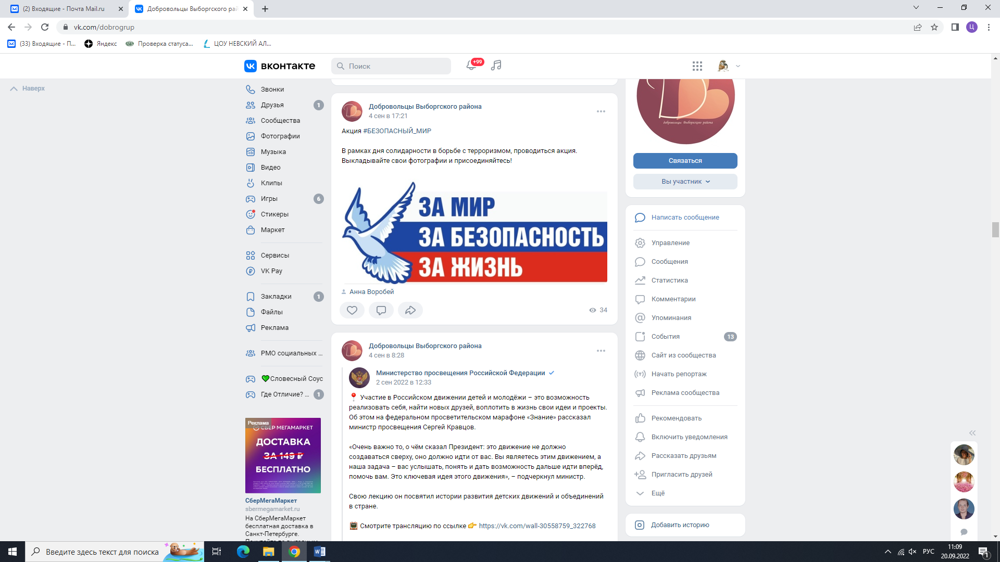 (2) Входящие - Почта Mail.ru
Добровольцы Выборгского рай
vk.com/dobrogrup
(33) Входящие - П...
Яндекс
Проверка статуса...
ЦОУ НЕВСКИЙ АЛ...
вконтакте
Поиск
+99
Наверх
Звонки
Друзья
1
Сообщества
Фотографии
Музыка
Видео
Клипы
Игры
6
Стикеры
Маркет
Сервисы
VK Pay
Закладки
1
Файлы
Реклама
РМО социальных ...
Словесный Соус
Где Отличие? ...
1
Реклама
СБЕР МЕГАМАРКЕТ
ДОСТАВКА
ЗА 149 ₽
БЕСПЛАТНО
СберМегаМаркет
sbermegamarket.ru
На СберМегаМаркет
бесплатная доставка в
Санкт-Петербурге.
Добровольцы Выборгского района
4 сен в 17:21
Акция #БЕЗОПАСНЫЙ_МИР
В рамках дня солидарности в борьбе с терроризмом, проводиться акция.
Выкладывайте свои фотографии и присоединяйтесь!
ЗА МИР
ЗА БЕЗОПАСНОСТЬ
ЗА ЖИЗНЬ
Анна Воробей
34
Добровольцы Выборгского района
4 сен в 8:28
Министерство просвещения Российской Федерации
2 сен 2022 в 12:33
📍 Участие в Российском движении детей и молодёжи – это возможность
реализовать себя, найти новых друзей, воплотить в жизнь свои идеи и проекты.
Об этом на федеральном просветительском марафоне «Знание» рассказал
министр просвещения Сергей Кравцов.
«Очень важно то, о чём сказал Президент: это движение не должно
создаваться сверху, оно должно идти от вас. Вы являетесь этим движением, а
наша задача – вас услышать, понять и дать возможность дальше идти вперёд,
помочь вам. Это ключевая идея этого движения», – подчеркнул министр.
Свою лекцию он посвятил истории развития детских движений и объединений
в стране.
📺 Смотрите трансляцию по ссылке 👉 https://vk.com/wall-30558759_322768
добровольцы Выборгского района
Связаться
Вы участник
Написать сообщение
Управление
Сообщения
Статистика
Комментарии
Упоминания
События
13
Сайт из сообщества
Начать репортаж
Реклама сообщества
Рекомендовать
Включить уведомления
Рассказать друзьям
Пригласить друзей
Ещё
Добавить историю
Введите здесь текст для поиска
РУС
11:09
20.09.2022
1
Ц